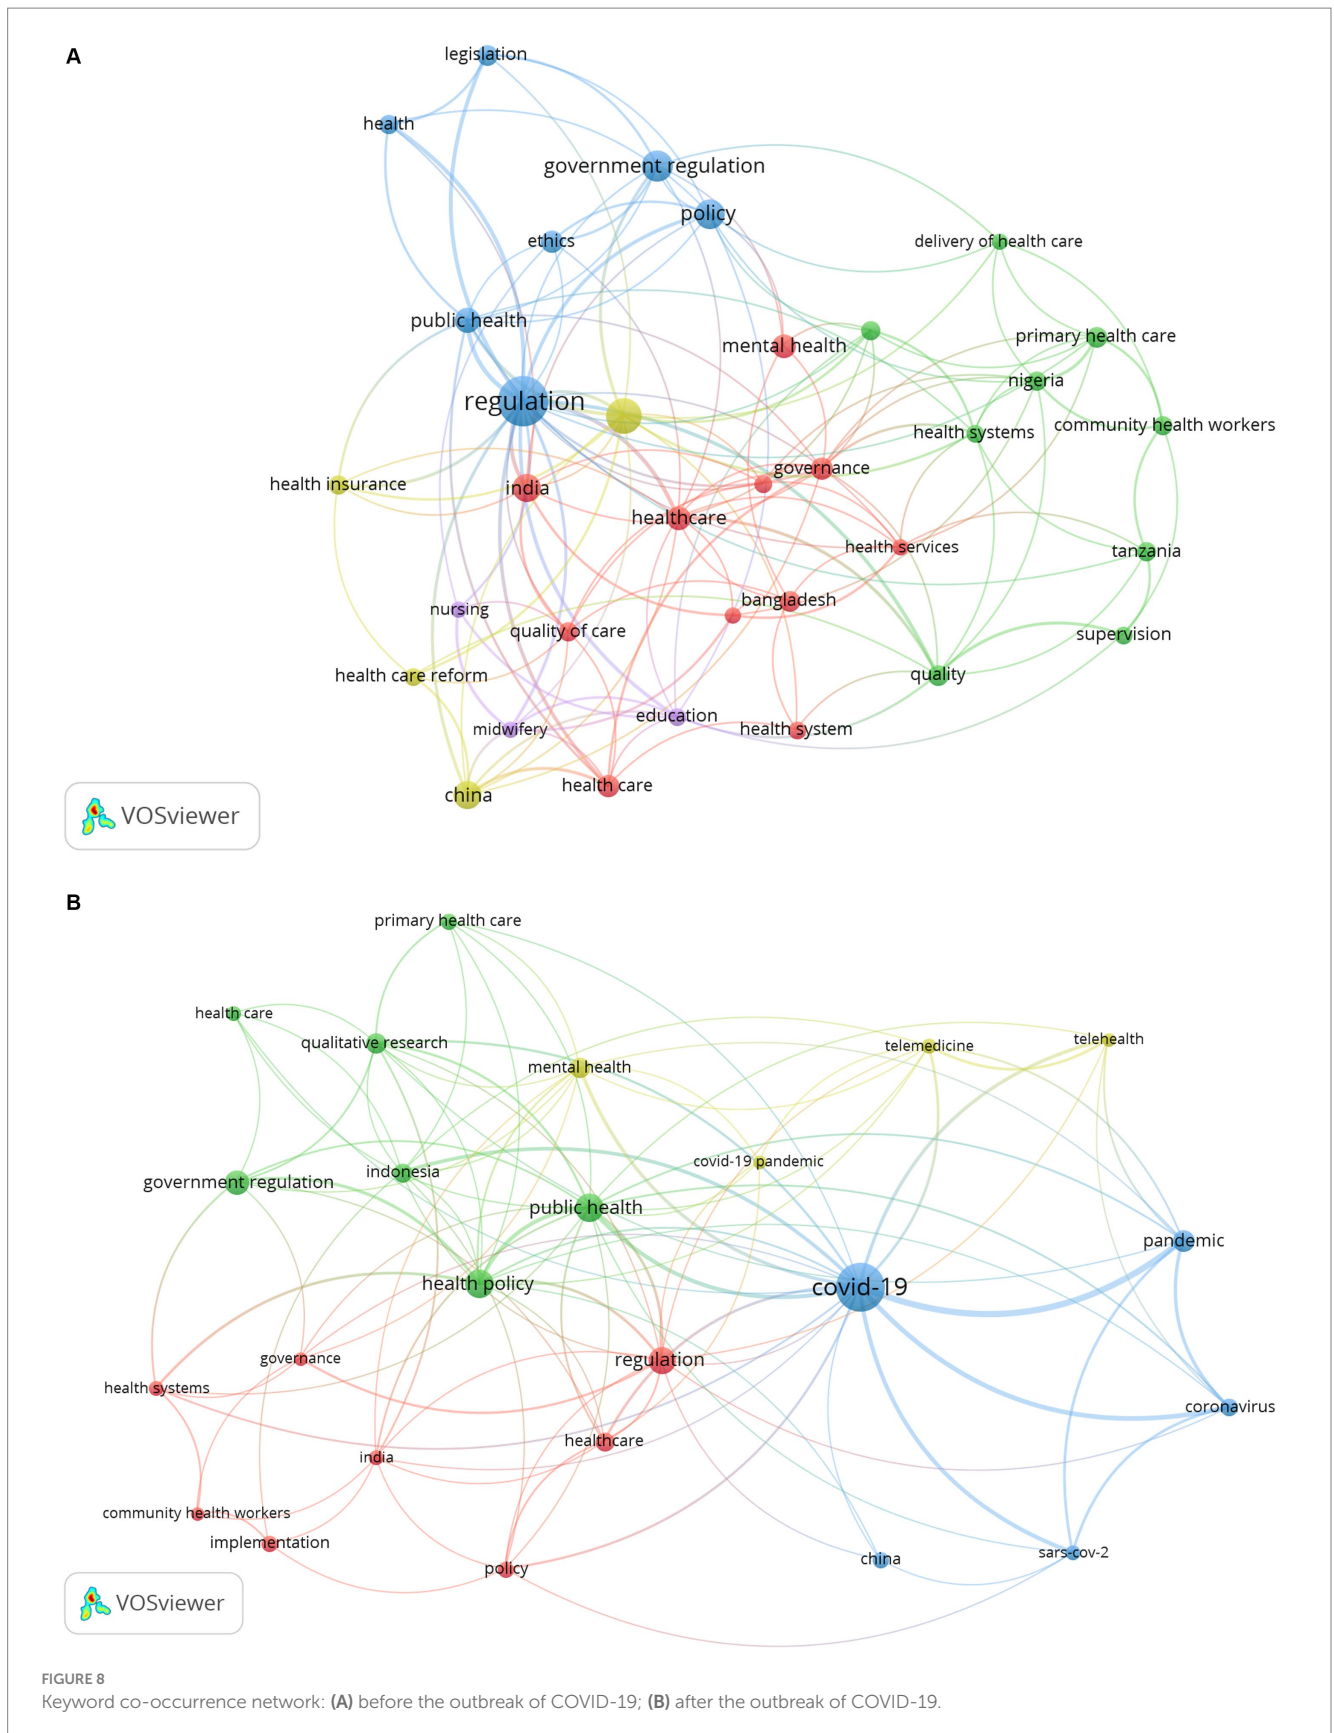 A
legislation
health
government regulation
policy
ethics
delivery of health care
public health
primary health care
mental health
nigeria
regulation
community health workers
health systems
governance
health insurance
india
healthcare
health services
tanzania
bangladesh
nursing
quality of care
supervision
health care reform
quality
education
midwifery
health system
health care
china
VOSviewer
B
primary health care
health care
qualitative research
telehealth
telemedicine
mental health
covid-19 pandemic
indonesia
government regulation
public health
pandemic
health policy
covid-19
governance
regulation
health systems
coronavirus
healthcare
india
community health workers
implementation
sars-cov-2
china
policy
VOSviewer
FIGURE 8
Keyword co-occurrence network: (A) before the outbreak of COVID-19; (B) after the outbreak of COVID-19.